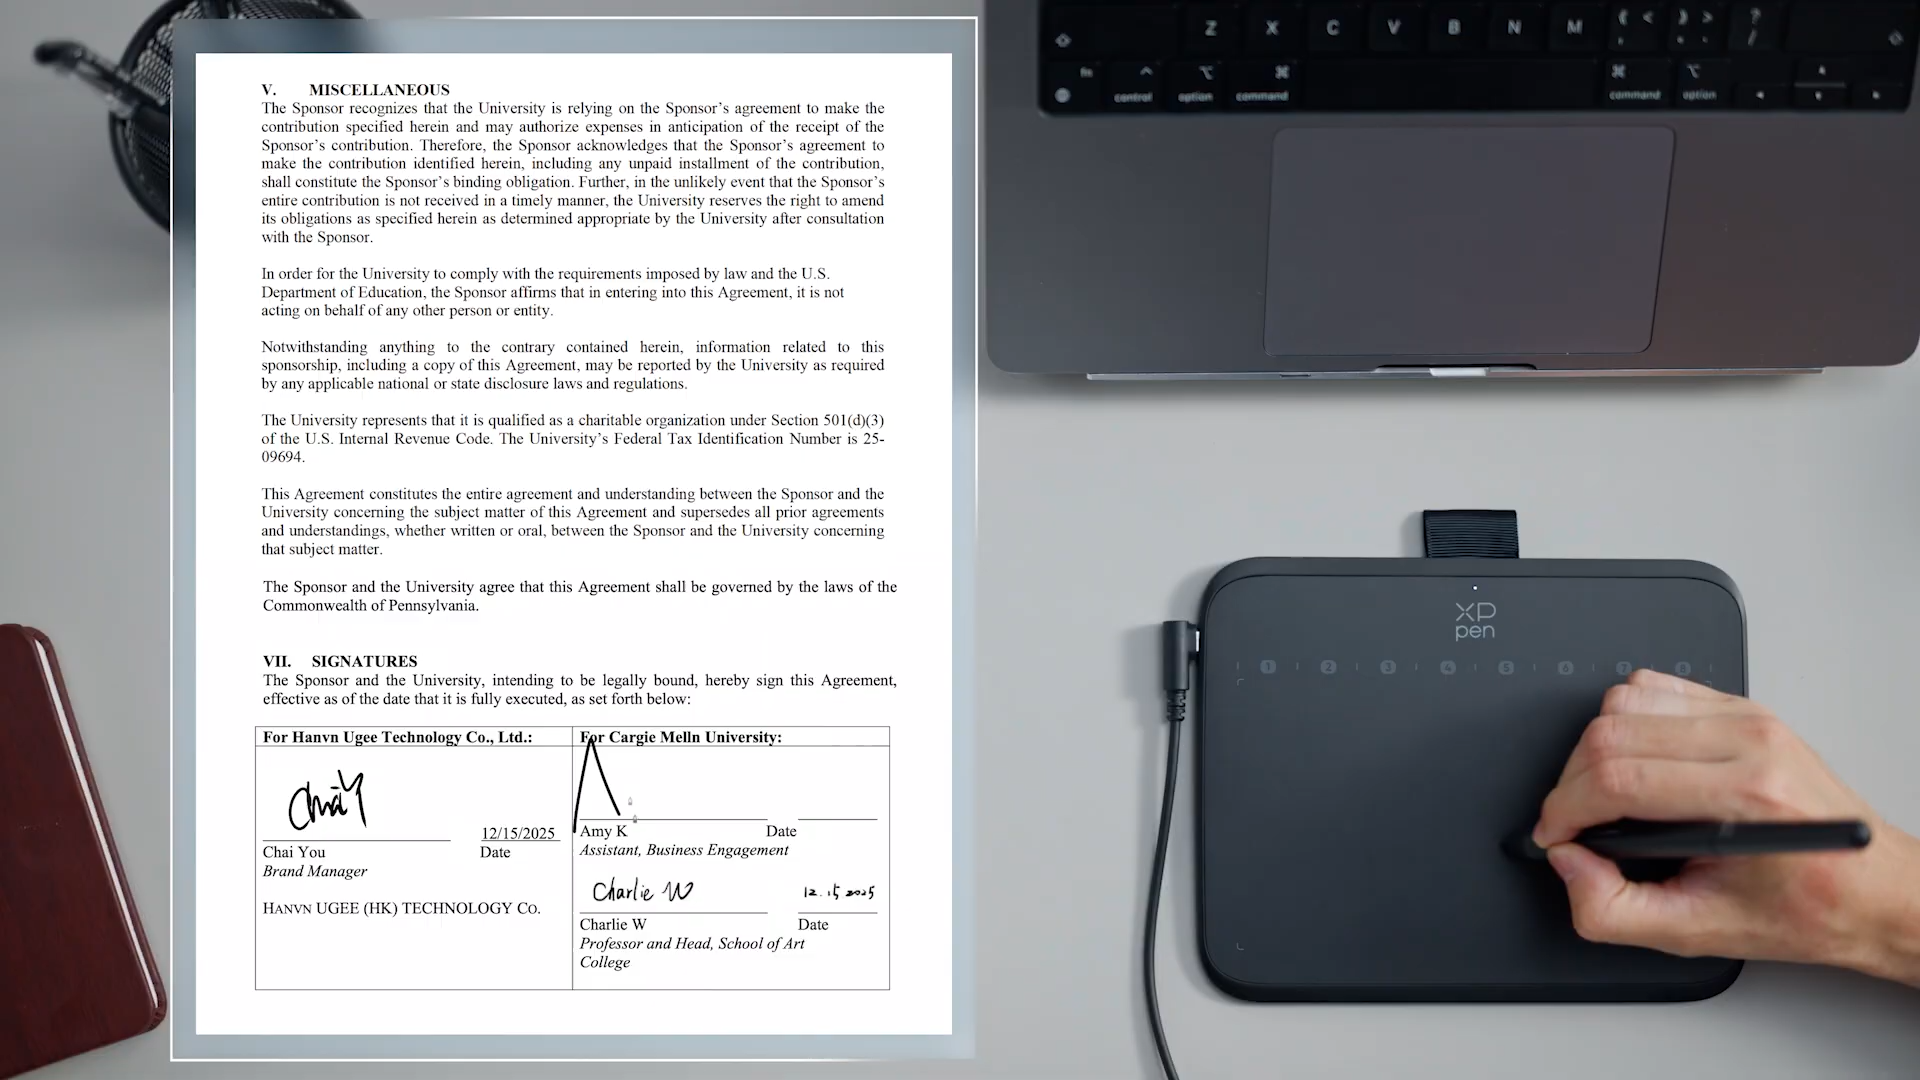 V. MISCELLANEOUS
The Sponsor recognizes that the University is relying on the Sponsor's agreement to make the
contribution specified herein and may authorize expenses in anticipation of the receipt of the
Sponsor's contribution. Therefore, the Sponsor acknowledges that the Sponsor's agreement to
make the contribution identified herein, including any unpaid installment of the contribution,
shall constitute the Sponsor's binding obligation. Further, in the unlikely event that the Sponsor's
entire contribution is not received in a timely manner, the University reserves the right to amend
its obligations as specified herein as determined appropriate by the University after consultation
with the Sponsor.
In order for the University to comply with the requirements imposed by law and the U.S.
Department of Education, the Sponsor affirms that in entering into this Agreement, it is not
acting on behalf of any other person or entity.
Notwithstanding anything to the contrary contained herein, information related to this
sponsorship, including a copy of this Agreement, may be reported by the University as required
by any applicable national or state disclosure laws and regulations.
The University represents that it is qualified as a charitable organization under Section 501(d)(3)
of the U.S. Internal Revenue Code. The University's Federal Tax Identification Number is 25-
09694.
This Agreement constitutes the entire agreement and understanding between the Sponsor and the
University concerning the subject matter of this Agreement and supersedes all prior agreements
and understandings, whether written or oral, between the Sponsor and the University concerning
that subject matter.
The Sponsor and the University agree that this Agreement shall be governed by the laws of the
Commonwealth of Pennsylvania.
VII. SIGNATURES
The Sponsor and the University, intending to be legally bound, hereby sign this Agreement,
effective as of the date that it is fully executed, as set forth below:
For Hanvn Ugee Technology Co., Ltd.:
Chai Y
12/15/2025
Chai You Date
Brand Manager
HANVN UGEE (HK) TECHNOLOGY CO.
For Cargie Melln University:
Amy K Date
Assistant, Business Engagement
Charlie W 12.15 2025
Charlie W Date
Professor and Head, School of Art
College
Z X C V B N M < > ?
fn control option command command option
XP
pen
1 2 3 4 5 6 7 8